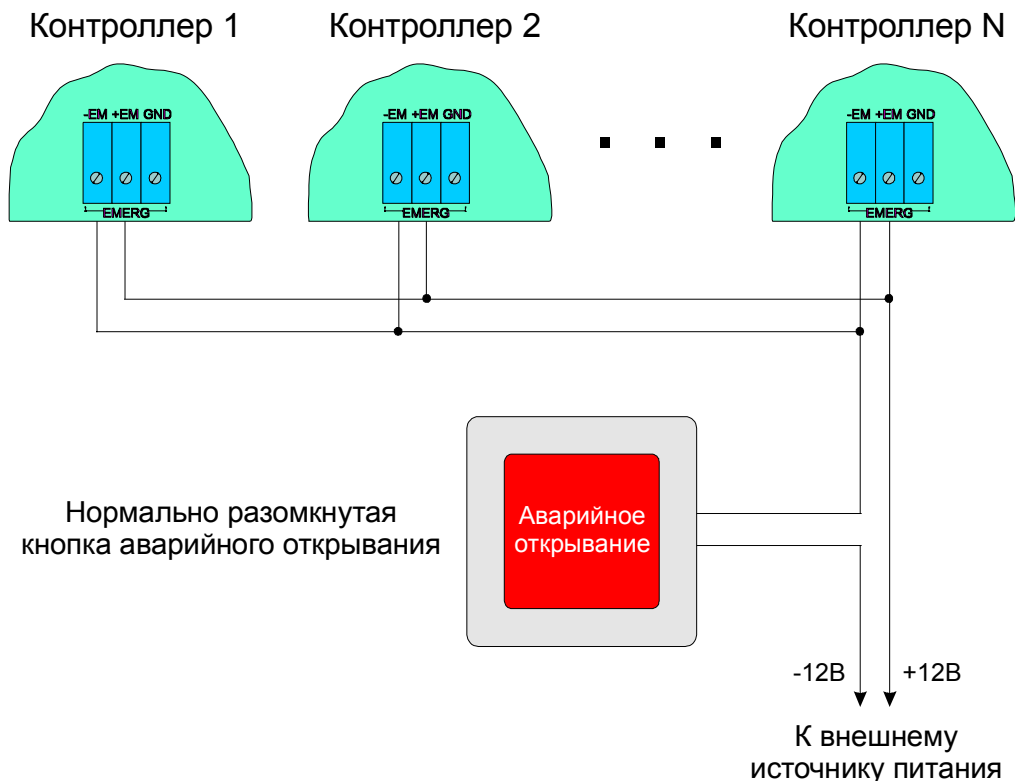 Контроллер 1
Контроллер 2
Контроллер N
-EM +EM GND
EMERG
-EM +EM GND
EMERG
-EM +EM GND
EMERG
Нормально разомкнутая
кнопка аварийного открывания
Аварийное
открывание
-12В
+12В
К внешнему
источнику питания